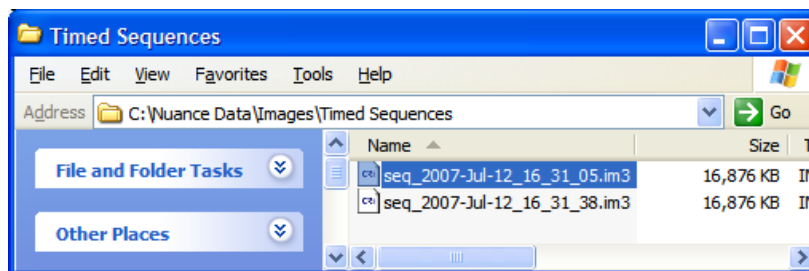 Timed Sequences
File Edit View Favorites Tools Help
Address C:\Nuance Data\Images\Timed Sequences Go
Name Size
File and Folder Tasks
seq_2007-Jul-12_16_31_05.im3 16,876 KB
seq_2007-Jul-12_16_31_38.im3 16,876 KB
Other Places